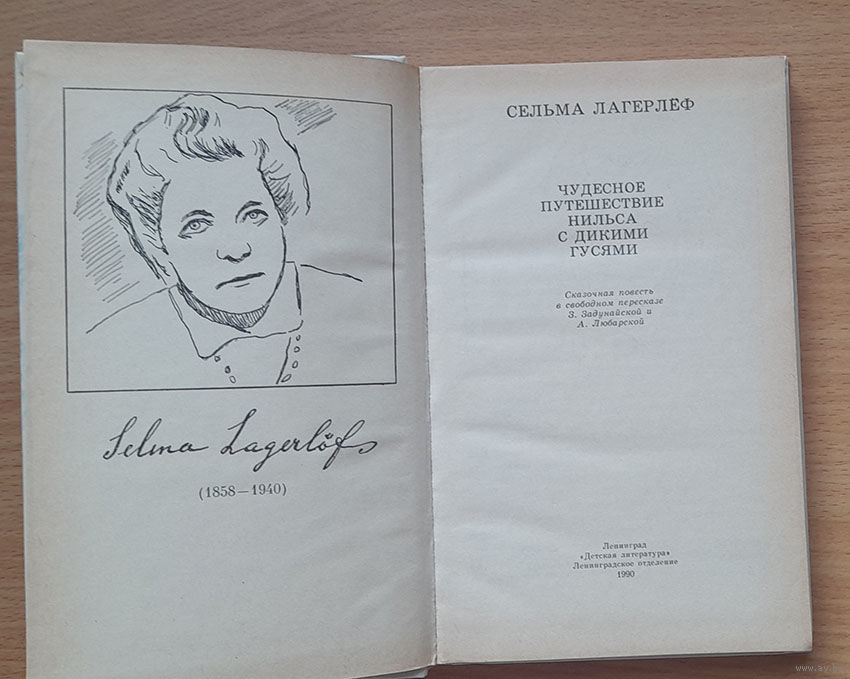 Selma Lagerlöf
(1858—1940)
СЕЛЬМА ЛАГЕРЛЕФ
ЧУДЕСНОЕ
ПУТЕШЕСТВИЕ
НИЛЬСА
С ДИКИМИ
ГУСЯМИ
Сказочная повесть
в свободном пересказе
З. Задунайской и
А. Любарской
Ленинград
«Детская литература»
Ленинградское отделение
1990